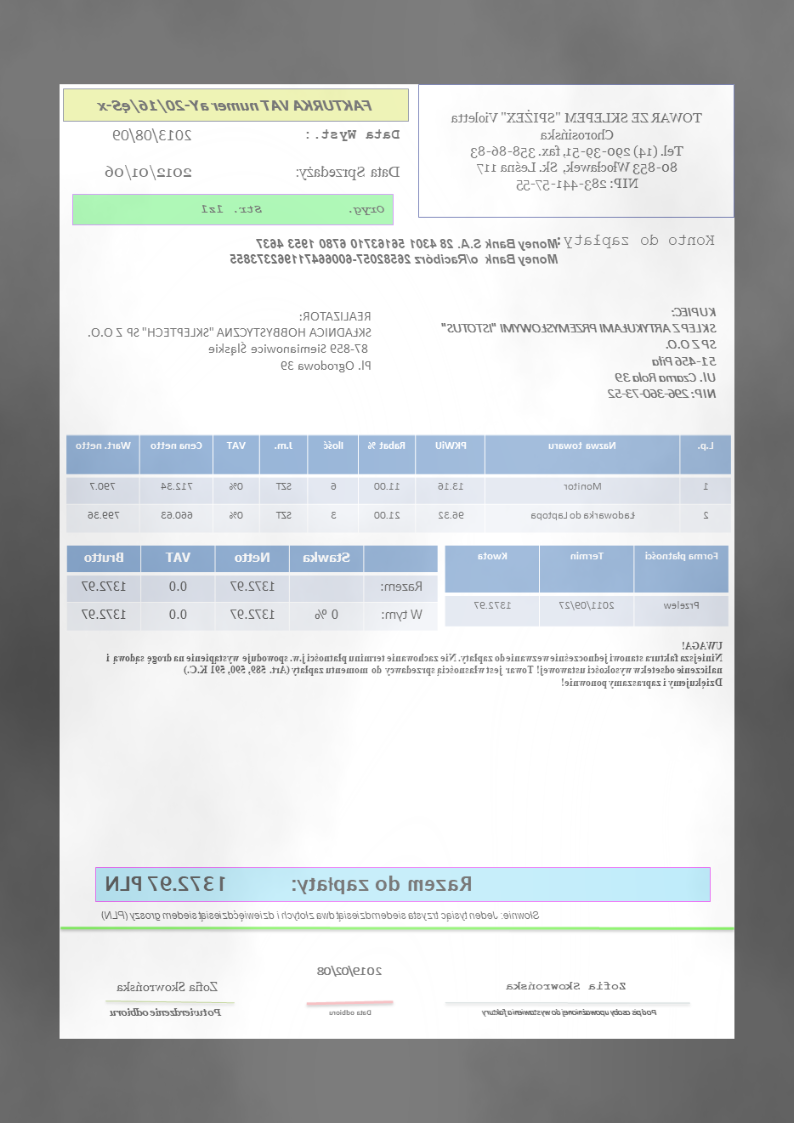 TOWAR ZE SKLEPEM "SPIŻEX" Violetta
Chorosińska
Tel. (14) 290-39-51, fax. 358-86-83
80-853 Włocławek, Sk. Leśna 117
NIP: 283-441-57-55
FAKTURKA VAT numer aY-20/16/ęS-x
Data Wyst.: 2013/08/09
Data Sprzedaży: 2012/01/06
Oryg. Str. 1z1
Konto do zapłaty: Money Bank S.A. 28 4301 56163710 6780 1953 4637
Money Bank o/Racibórz 26582057-600664711962373855
KUPIEC:
SKLEP Z ARTYKUŁAMI PRZEMYSŁOWYMI "ISTOTUS"
SP Z O.O.
51-456 Piła
Ul. Czarna Rola 39
NIP: 296-360-73-52
REALIZATOR:
SKŁADNICA HOBBYSTYCZNA "SKLEPTECH" SP Z O.O.
87-859 Siemianowice Śląskie
Pl. Ogrodowa 39
L.p. Nazwa towaru PKWiU Rabat % Ilość J.m. VAT Cena netto Wart. netto
1 Monitor 13.16 11.00 6 SZT 0% 712.34 790.7
2 Ładowarka do Laptopa 96.32 21.00 3 SZT 0% 660.63 799.36
Forma płatności Termin Kwota
Przelew 2011/09/27 1372.97
Stawka Netto VAT Brutto
Razem: 1372.97 0.0 1372.97
W tym: 0 % 1372.97 0.0 1372.97
UWAGA!
Niniejsza faktura stanowi jednocześnie wezwanie do zapłaty. Nie zachowanie terminu płatności j.w. spowoduje wystąpienie na drogę sądową i
naliczenie odsetek w wysokości ustawowej! Towar jest własnością sprzedawcy do momentu zapłaty (Art. 589, 590, 591 K.C.)
Dziękujemy i zapraszamy ponownie!
Razem do zapłaty: 1372.97 PLN
Słownie: Jeden tysiąc trzysta siedemdziesiąt dwa złotych i dziewięćdziesiąt siedem groszy (PLN)
Zofia Skowrońska
Podpis osoby upoważnionej do wystawienia faktury
2019/02/08
Data odbioru
Zofia Skowrońska
Potwierdzenie odbioru